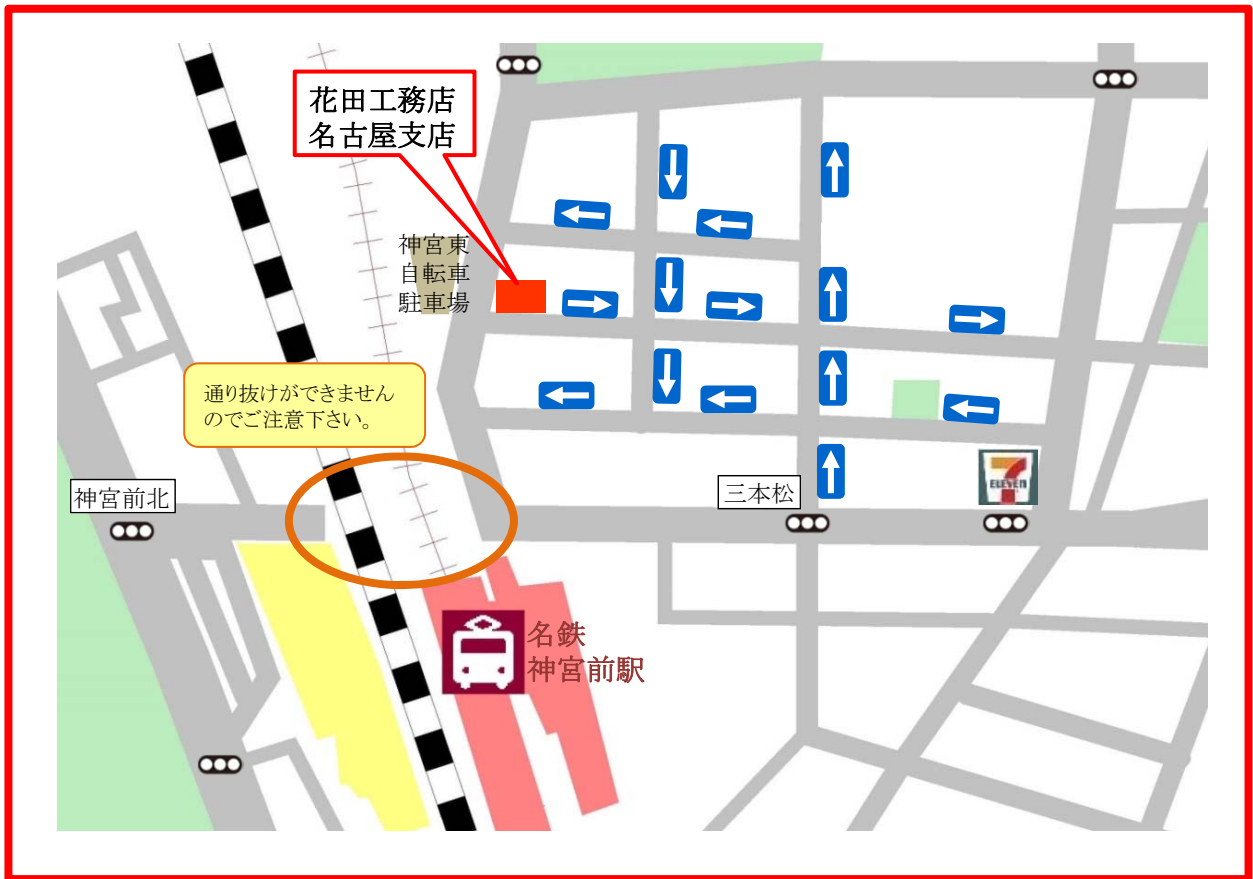 花田工務店
名古屋支店
神宮東
自転車
駐車場
通り抜けができません
のでご注意下さい。
神宮前北
三本松
ELEVEN
名鉄
神宮前駅